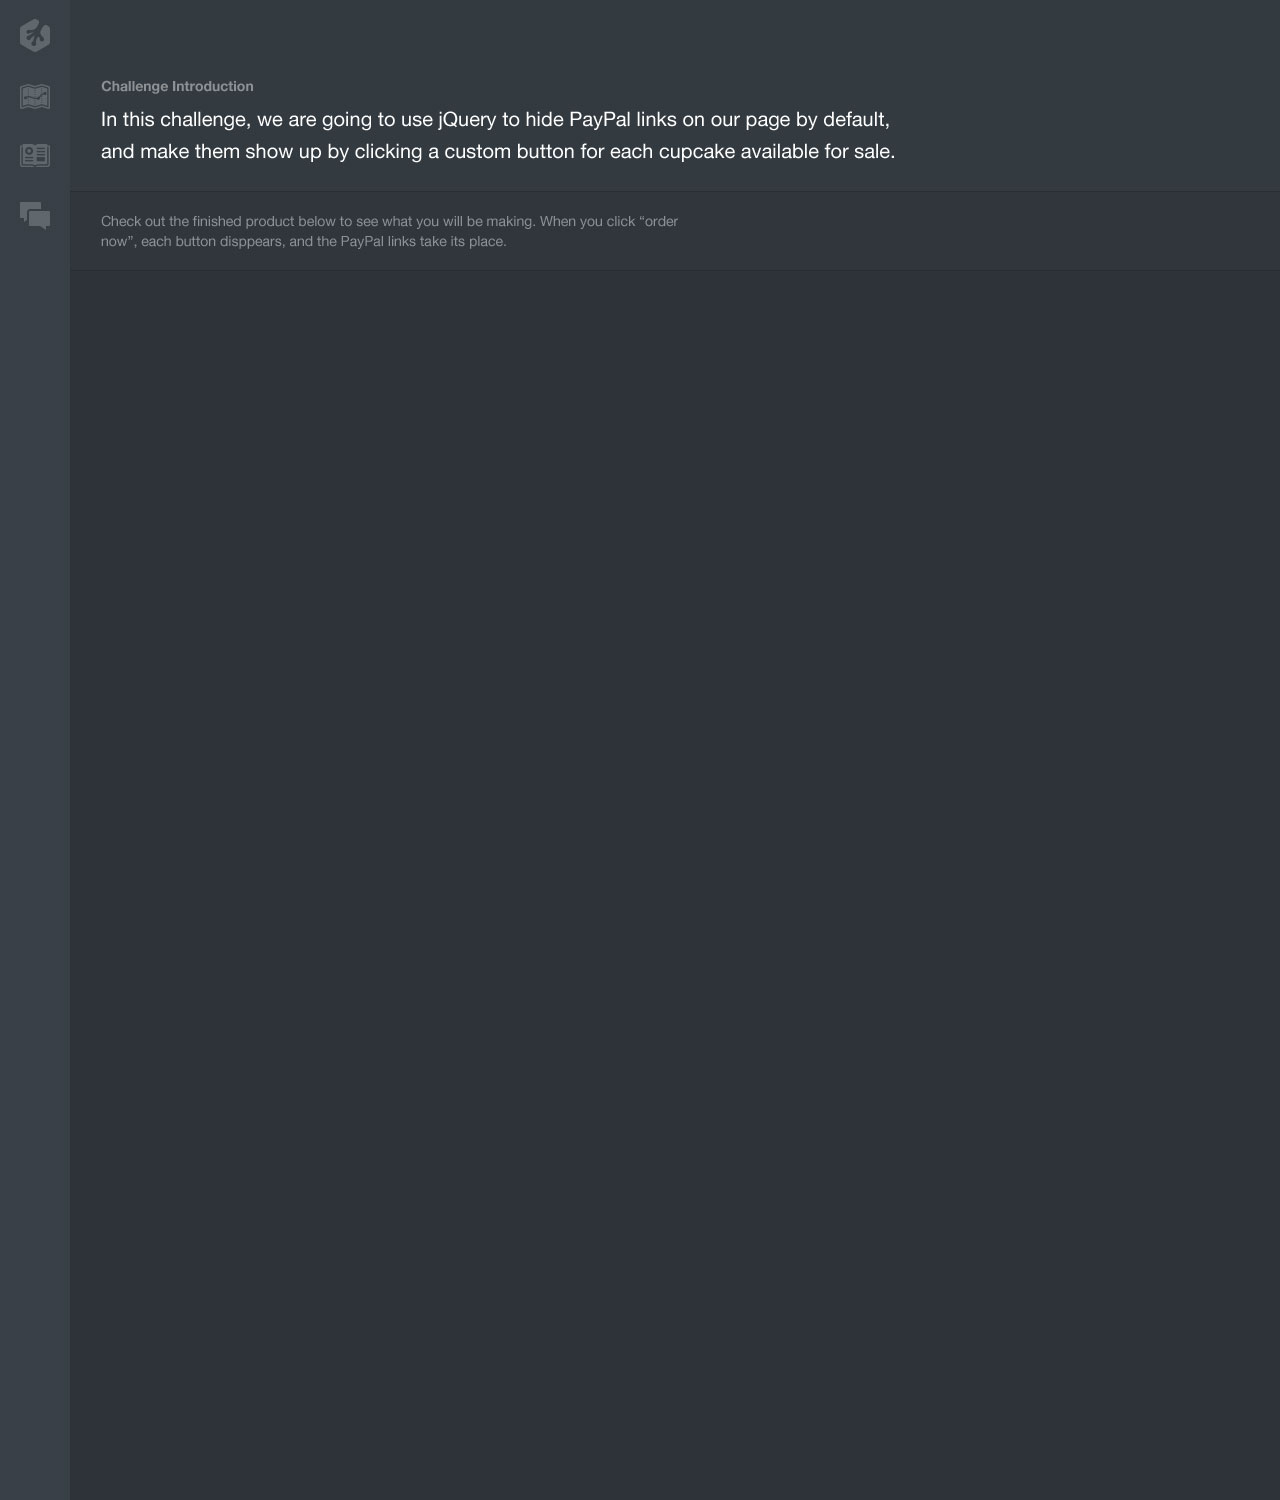 Challenge Introduction
In this challenge, we are going to use jQuery to hide PayPal links on our page by default,
and make them show up by clicking a custom button for each cupcake available for sale.
Check out the finished product below to see what you will be making. When you click “order
now”, each button disppears, and the PayPal links take its place.